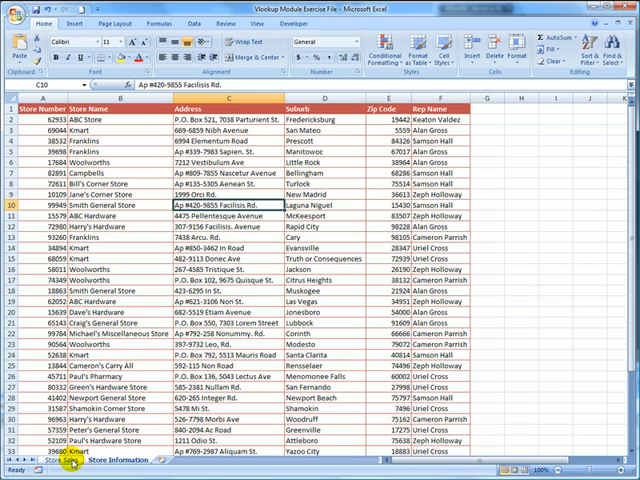 Vlookup Module Exercise File - Microsoft Excel
Home Insert Page Layout Formulas Data Review View Developer
Calibri 11 Wrap Text General Conditional Formatting Format as Table Cell Styles Insert Delete Format AutoSum Fill Clear Sort & Filter Find & Select
Paste Merge & Center
Clipboard Font Alignment Number Styles Cells Editing
C10 Ap #420-9855 Facilisis Rd.
A B C D E F G H I J K
1 Store Number Store Name Address Suburb Zip Code Rep Name
2 62933 ABC Store P.O. Box 521, 7038 Parturient St. Fredericksburg 19442 Keaton Valdez
3 69044 Kmart 669-6859 Nibh Avenue San Mateo 5559 Alan Gross
4 38532 Franklins 6994 Elementum Road Prescott 84326 Samson Hall
5 39698 Franklins Ap #339-7983 Sapien. St. Manitowoc 67017 Alan Gross
6 17684 Woolworths 7212 Vestibulum Ave Little Rock 38963 Alan Gross
7 82891 Campbells Ap #809-7855 Nascetur Avenue Bellingham 68286 Alan Gross
8 72811 Bill's Corner Store Ap #135-5305 Aenean St. Turlock 75514 Samson Hall
9 10109 Jane's Corner Store 1999 Orci Rd. New Madrid 36623 Zeph Holloway
10 99949 Smith General Store Ap #420-9855 Facilisis Rd. Laguna Niguel 15430 Samson Hall
11 15579 ABC Hardware 4475 Pellentesque Avenue McKeesport 83507 Zeph Holloway
12 72980 Harry's Hardware 307-9156 Facilisis. Avenue Rapid City 98228 Alan Gross
13 93260 Franklins 7438 Arcu. Rd. Cary 98105 Cameron Parrish
14 34894 Kmart Ap #850-3462 In Road Evansville 28347 Uriel Cross
15 68029 Kmart 482-9113 Donec Ave Truth or Consequences 72939 Uriel Cross
16 58011 Woolworths 267-4585 Tristique St. Jackson 26190 Zeph Holloway
17 74269 Woolworths P.O. Box 102, 9675 Quisque St. Citrus Heights 38132 Cameron Parrish
18 18863 Smith General Store 423-6295 In St. Muskogee 21924 Alan Gross
19 62052 ABC Hardware Ap #621-3106 Non St. Las Vegas 34951 Zeph Holloway
20 15639 Dave's Hardware 682-5519 Etiam Avenue Jonesboro 54000 Alan Gross
21 65143 Craig's General Store P.O. Box 550, 7303 Lorem Street Lubbock 91609 Samson Hall
22 99784 Michael's Miscellaneous Store Ap #792-258 Nonummy. Rd. Corinth 66666 Cameron Parrish
23 90564 Woolworths 397-9732 Leo, Rd. Modesto 79072 Cameron Parrish
24 52638 Kmart P.O. Box 792, 5513 Mauris Road Santa Clarita 40814 Samson Hall
25 13844 Cameron's Carry All 592-115 Non Road Rensselaer 74496 Zeph Holloway
26 45711 Paul's Pharmacy P.O. Box 136, 5043 Lectus Ave Menomonee Falls 60002 Uriel Cross
27 80332 Green's Hardware Store 585-2381 Nullam Rd. San Fernando 27998 Uriel Cross
28 41402 Newport General Store 620-265 Integer Rd. Newport Beach 75797 Samson Hall
29 31587 Shamokin Corner Store 5478 Mi St. Shamokin 7496 Uriel Cross
30 96963 Harry's Hardware 526-7798 Morbi Ave Woodruff 75262 Cameron Parrish
31 57359 Peter's General Store 840-2094 Ac Road Greenville 63777 Uriel Cross
32 52109 Paul's Hardware Store 1211 Odio St. Attleboro 75638 Zeph Holloway
33 39680 Kmart Ap #769-2987 Aliquam St. Yazoo City 18883 Uriel Cross
Store Sales Store Information
Ready 100%